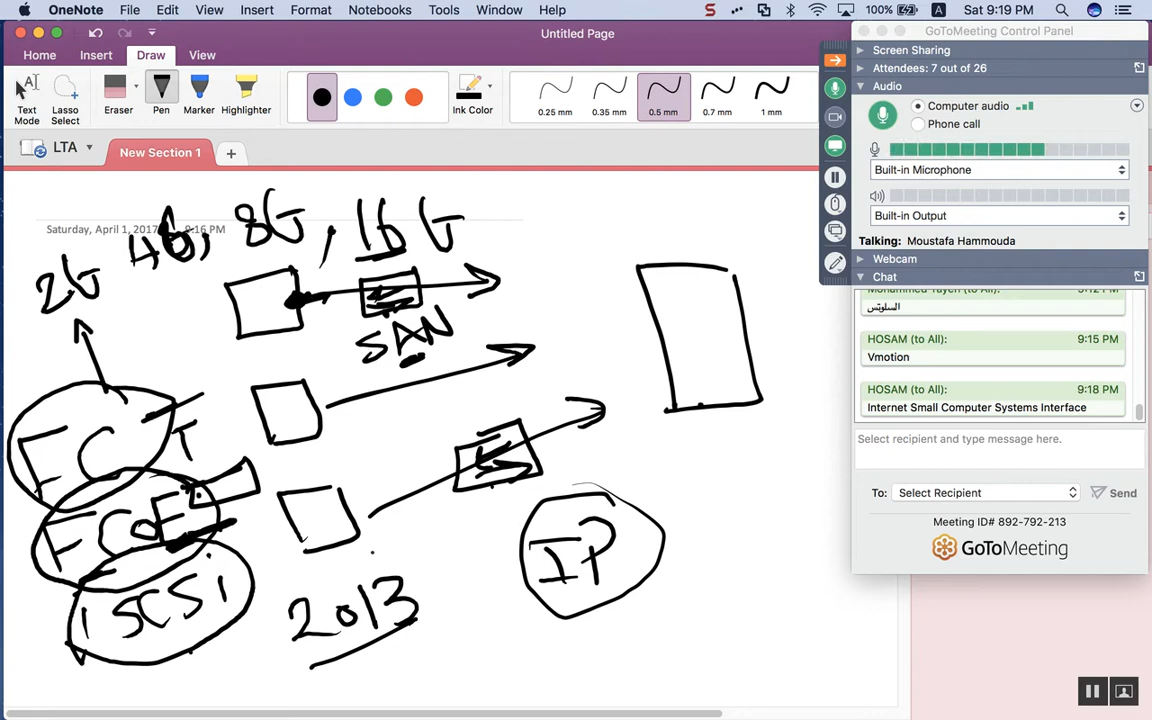 OneNote File Edit View Insert Format Notebooks Tools Window Help 100% A Sat 9:19 PM
Untitled Page
Home Insert Draw View
Text Mode
Lasso Select
Eraser
Pen
Marker
Highlighter
Ink Color
0.25 mm
0.35 mm
0.5 mm
0.7 mm
1 mm
LTA
New Section 1
+
Saturday, April 1, 2017 9:16 PM
2G
4G, 8G, 16G
SAN
FC
T
FCoE
iSCSi
2013
IP
GoToMeeting Control Panel
Screen Sharing
Attendees: 7 out of 26
Audio
Computer audio
Phone call
Built-in Microphone
Built-in Output
Talking: Moustafa Hammouda
Webcam
Chat
HOSAM (to All): 9:15 PM
Vmotion
HOSAM (to All): 9:18 PM
Internet Small Computer Systems Interface
Select recipient and type message here.
To: Select Recipient Send
Meeting ID# 892-792-213
GoToMeeting